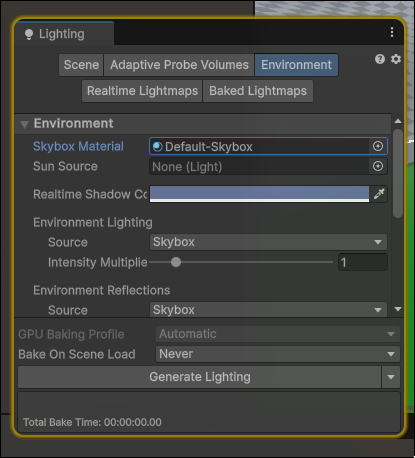 Lighting
Scene Adaptive Probe Volumes Environment
Realtime Lightmaps Baked Lightmaps
Environment
Skybox Material Default-Skybox
Sun Source None (Light)
Realtime Shadow Co
Environment Lighting
Source Skybox
Intensity Multiplie 1
Environment Reflections
Source Skybox
GPU Baking Profile Automatic
Bake On Scene Load Never
Generate Lighting
Total Bake Time: 00:00:00.00